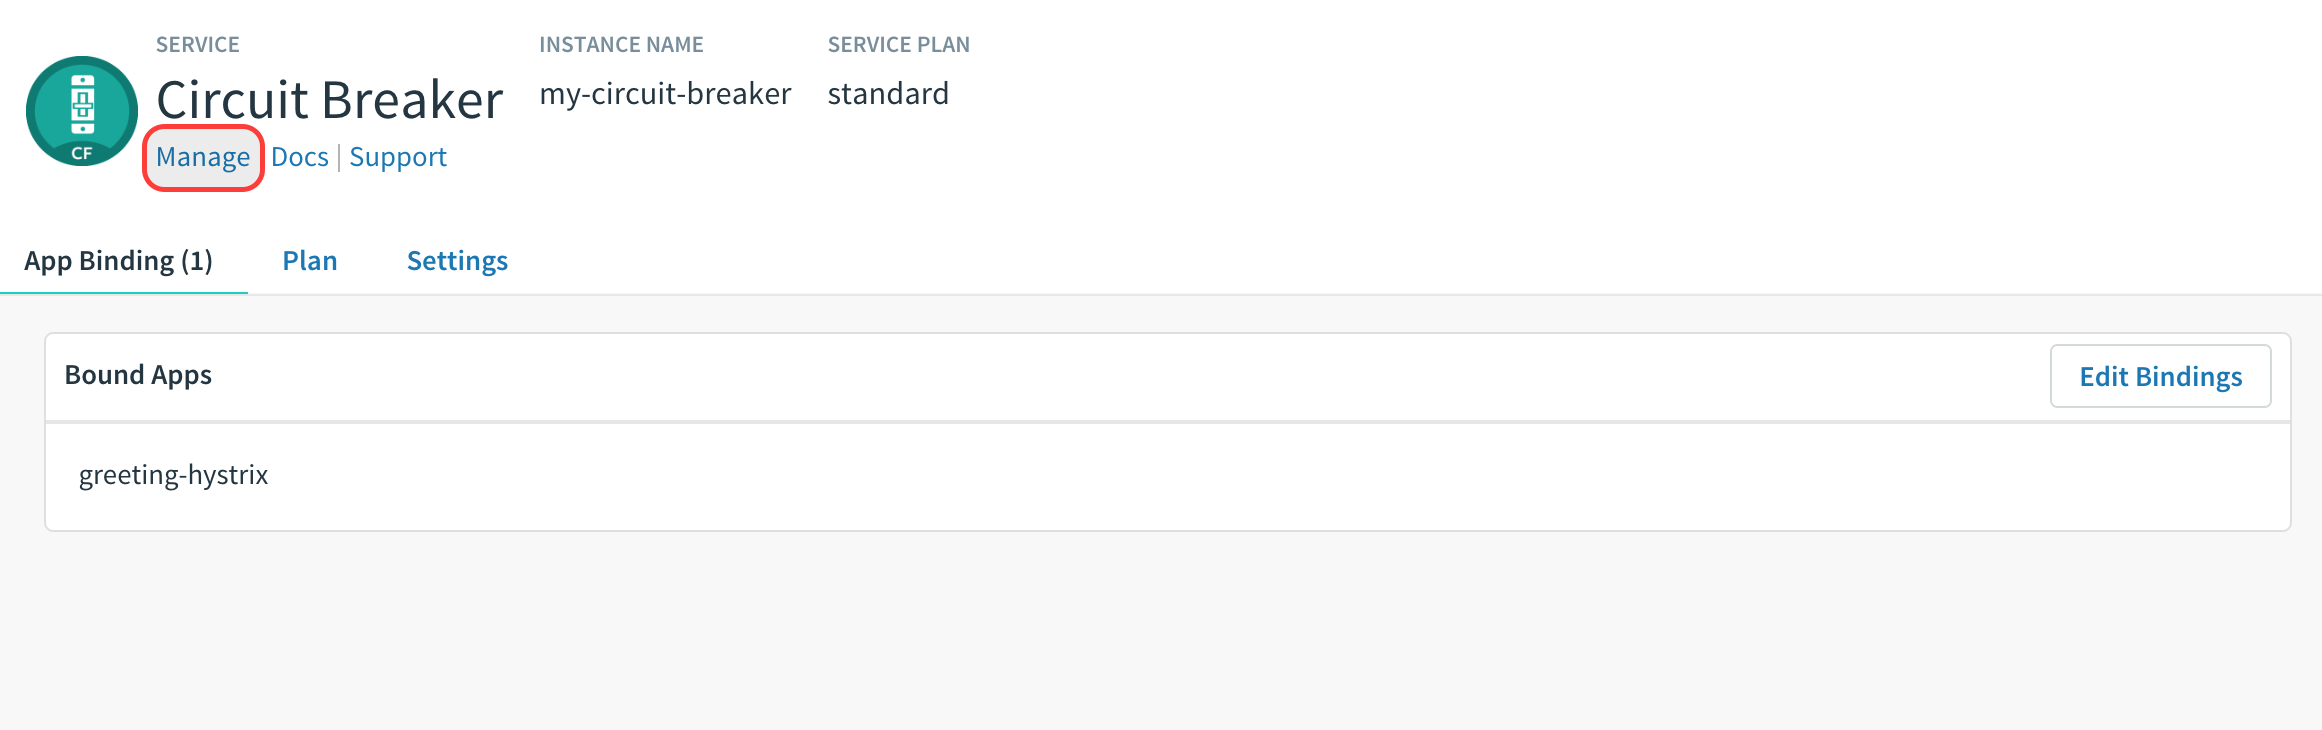 SERVICE
Circuit Breaker
Manage Docs | Support
INSTANCE NAME
my-circuit-breaker
SERVICE PLAN
standard
CF
App Binding (1) Plan Settings
Bound Apps
Edit Bindings
greeting-hystrix